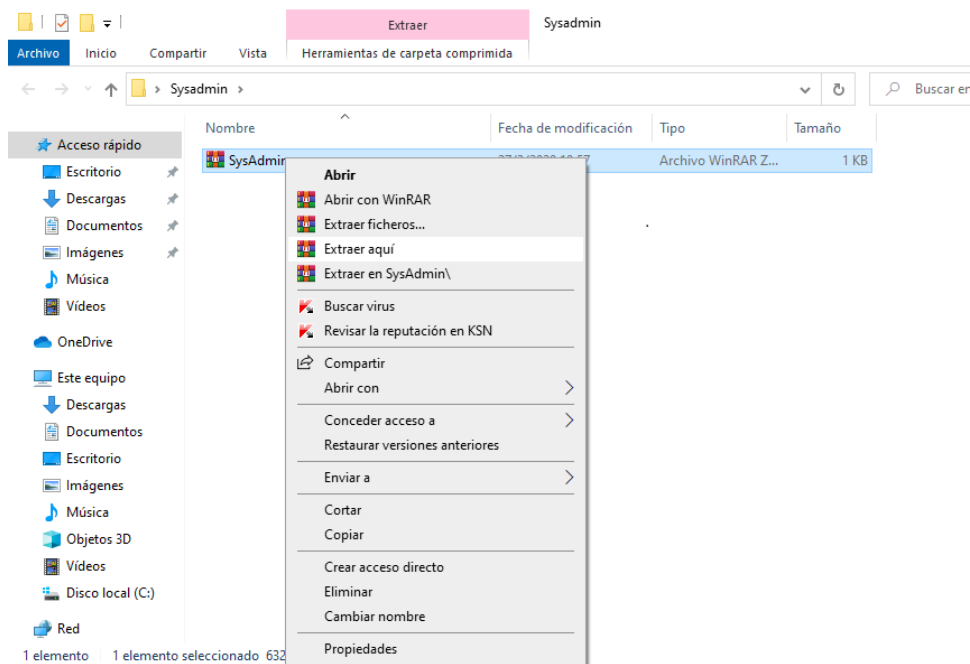 Extraer
Sysadmin
Archivo
Inicio
Compartir
Vista
Herramientas de carpeta comprimida
Sysadmin
Buscar en
Nombre
Fecha de modificación
Tipo
Tamaño
SysAdmin
Archivo WinRAR Z...
1 KB
Acceso rápido
Escritorio
Descargas
Documentos
Imágenes
Música
Vídeos
OneDrive
Este equipo
Descargas
Documentos
Escritorio
Imágenes
Música
Objetos 3D
Vídeos
Disco local (C:)
Red
Abrir
Abrir con WinRAR
Extraer ficheros...
Extraer aquí
Extraer en SysAdmin\
Buscar virus
Revisar la reputación en KSN
Compartir
Abrir con
Conceder acceso a
Restaurar versiones anteriores
Enviar a
Cortar
Copiar
Crear acceso directo
Eliminar
Cambiar nombre
Propiedades
1 elemento
1 elemento seleccionado 632